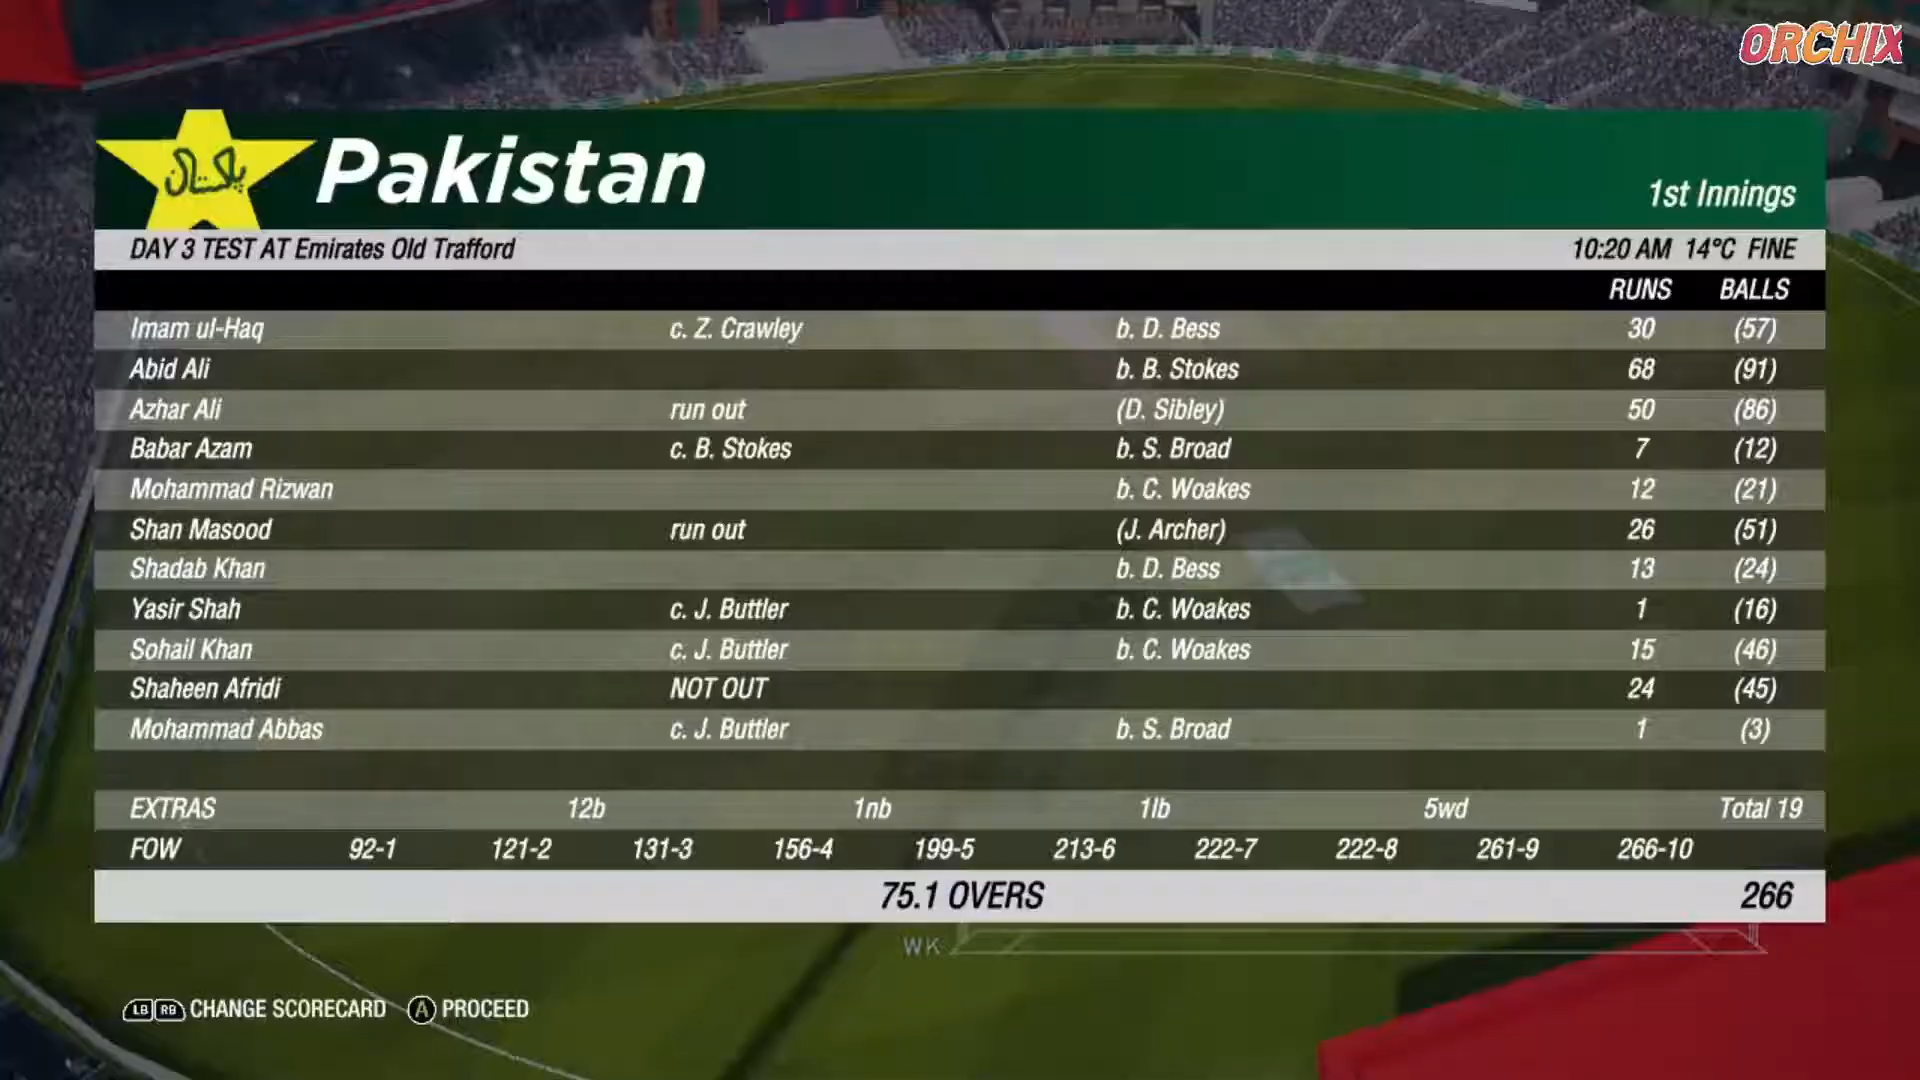 ORCHIX
پاکستان
Pakistan
1st Innings
DAY 3 TEST AT Emirates Old Trafford 10:20 AM 14°C FINE
RUNS BALLS
Imam ul-Haq c. Z. Crawley b. D. Bess 30 (57)
Abid Ali b. B. Stokes 68 (91)
Azhar Ali run out (D. Sibley) 50 (86)
Babar Azam c. B. Stokes b. S. Broad 7 (12)
Mohammad Rizwan b. C. Woakes 12 (21)
Shan Masood run out (J. Archer) 26 (51)
Shadab Khan b. D. Bess 13 (24)
Yasir Shah c. J. Buttler b. C. Woakes 1 (16)
Sohail Khan c. J. Buttler b. C. Woakes 15 (46)
Shaheen Afridi NOT OUT 24 (45)
Mohammad Abbas c. J. Buttler b. S. Broad 1 (3)
EXTRAS 12b 1nb 1lb 5wd Total 19
FOW 92-1 121-2 131-3 156-4 199-5 213-6 222-7 222-8 261-9 266-10
75.1 OVERS 266
WK
LB RB CHANGE SCORECARD A PROCEED